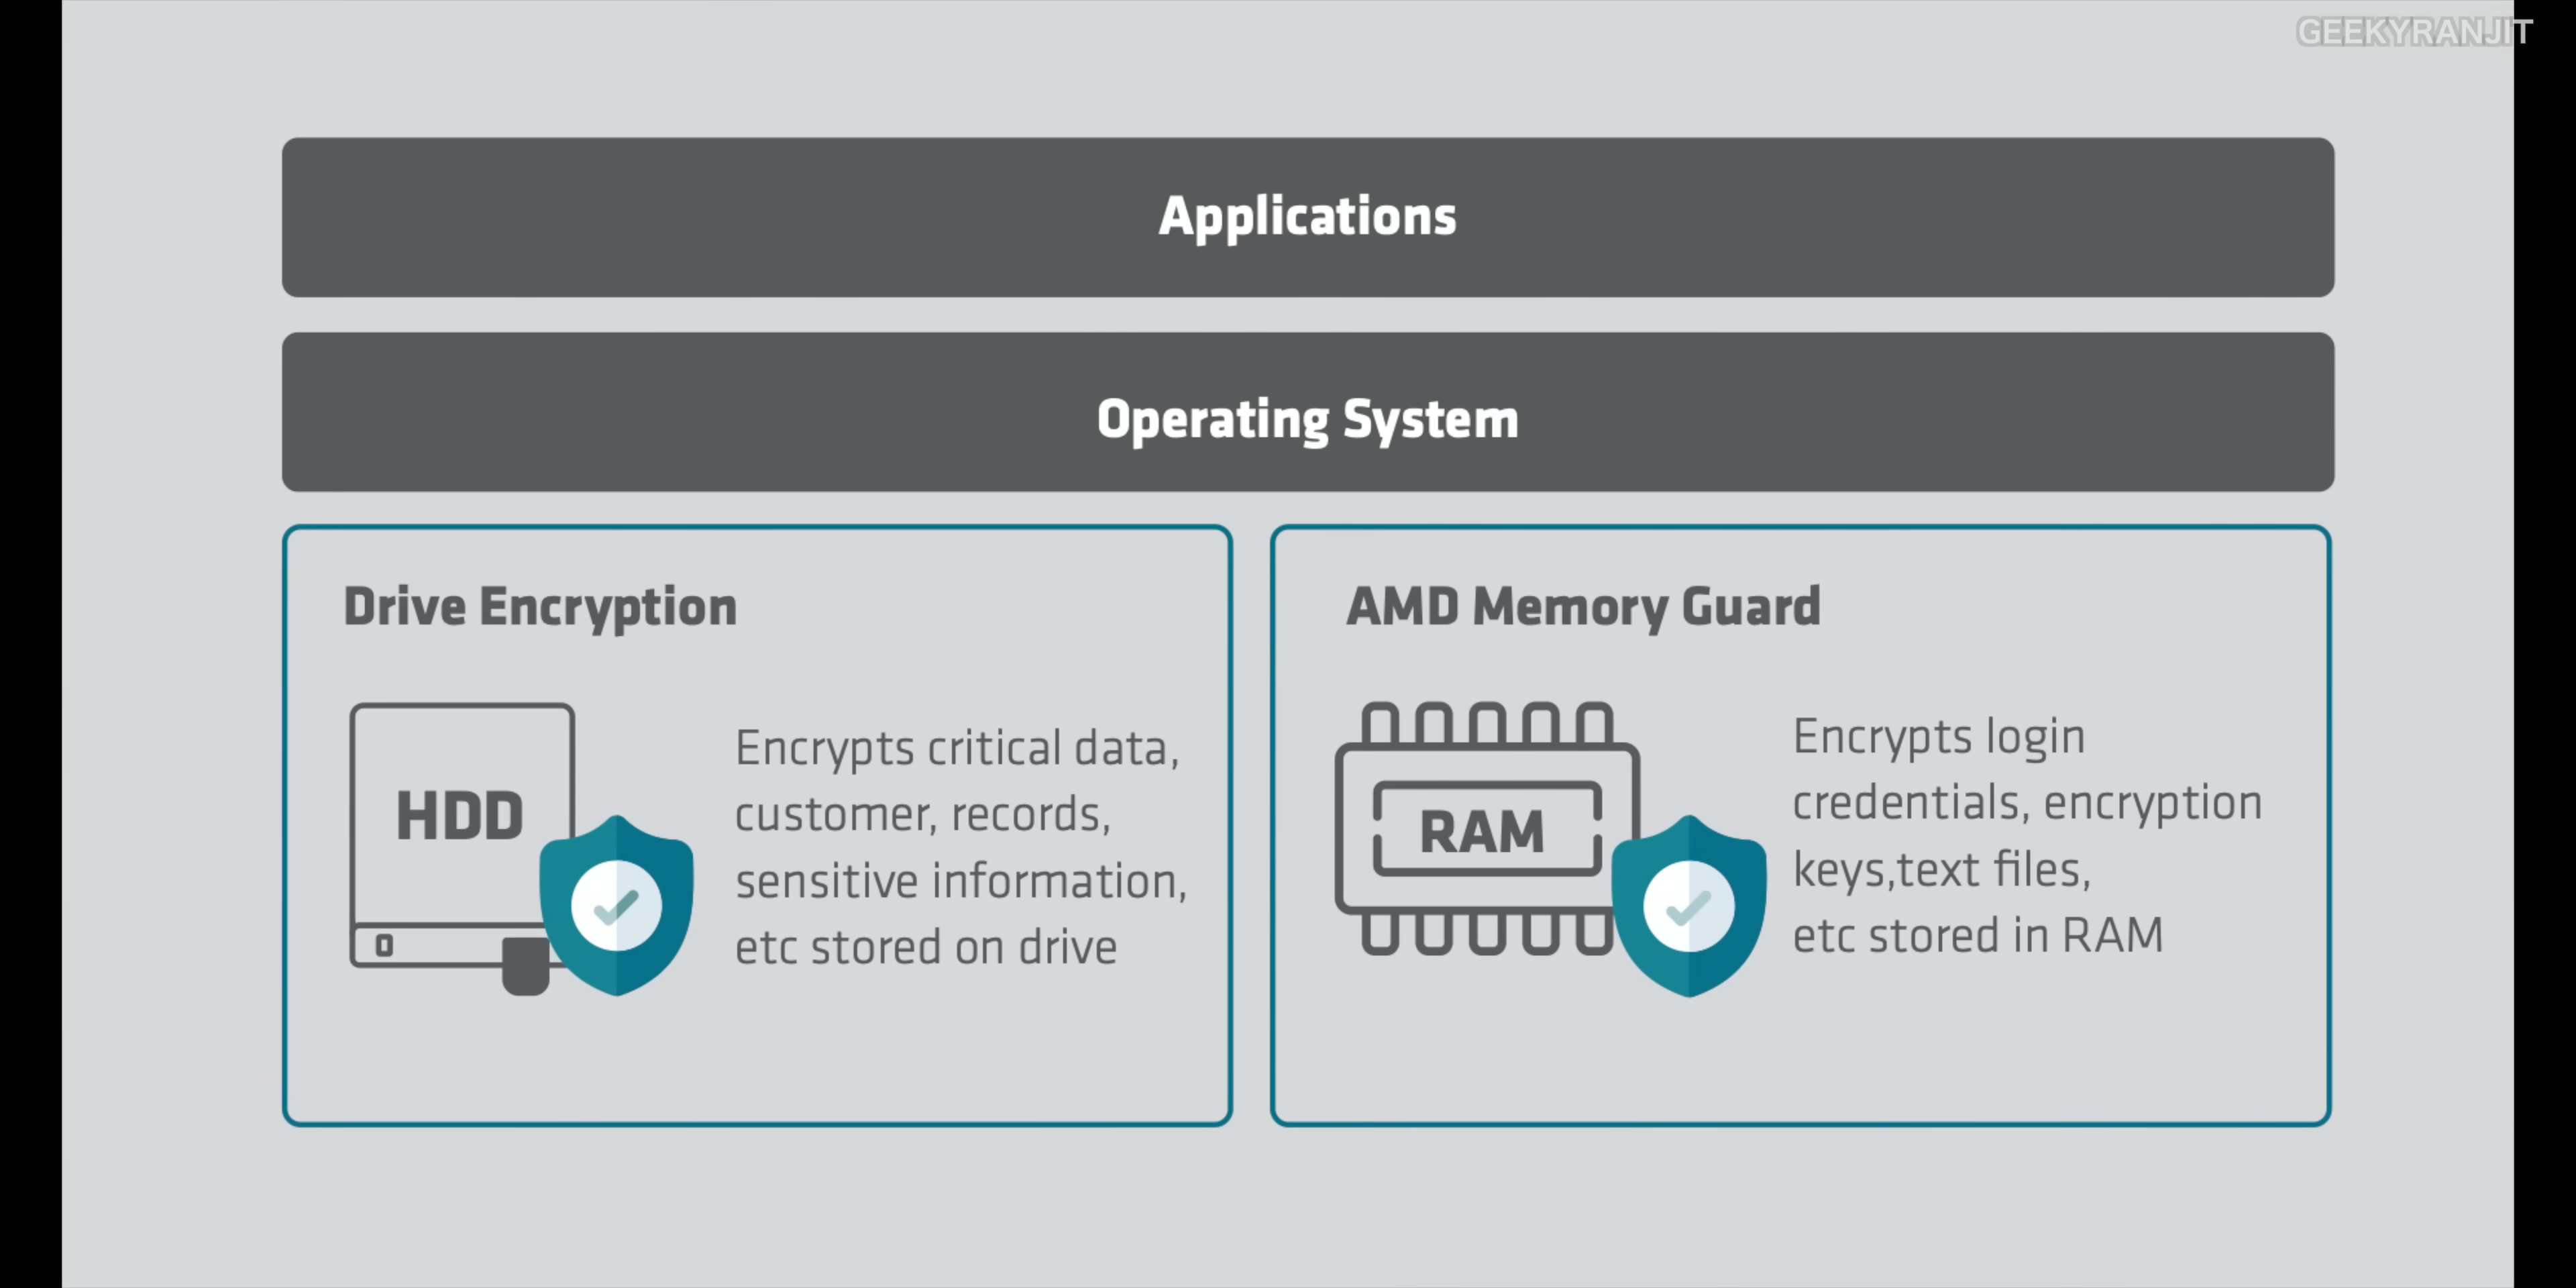 GEEKYRANJIT
Applications
Operating System
Drive Encryption
HDD
Encrypts critical data,
customer, records,
sensitive information,
etc stored on drive
AMD Memory Guard
RAM
Encrypts login
credentials, encryption
keys,text files,
etc stored in RAM